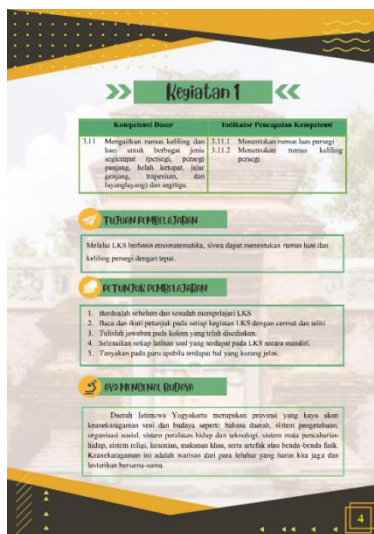 Kegiatan 1
Kompetensi Dasar
Indikator Pencapaian Kompetensi
3.11 Mengaitkan rumus keliling dan
luas untuk berbagai jenis
segiempat (persegi, persegi
panjang, belah ketupat, jajar
genjang, trapesium, dan
layanglayang) dan segitiga.
3.11.1 Menentukan rumus luas persegi
3.11.2 Menentukan rumus keliling
persegi
TUJUAN PEMBELAJARAN
Melalui LKS berbasis etnomatematika, siswa dapat menentukan rumus luas dan
keliling persegi dengan tepat.
PETUNJUK PEMBELAJARAN
1. Berdoalah sebelum dan sesudah mempelajari LKS
2. Baca dan ikuti petunjuk pada setiap kegiatan LKS dengan cermat dan teliti
3. Tulislah jawaban pada kolom yang telah disediakan.
4. Selesaikan setiap latihan soal yang terdapat pada LKS secara mandiri.
5. Tanyakan pada guru apabila terdapat hal yang kurang jelas.
AYO MENGENAL BUDAYA
Daerah Istimewa Yogyakarta merupakan provinsi yang kaya akan
keanekaragaman seni dan budaya seperti: bahasa daerah, sistem pengetahuan,
organisasi sosial, sistem peralatan hidup dan teknologi, sistem mata pencaharian
hidup, sistem religi, kesenian, makanan khas, serta artefak atau benda-benda fisik.
Keanekaragaman ini adalah warisan dari para leluhur yang harus kita jaga dan
lestarikan bersama-sama.
4